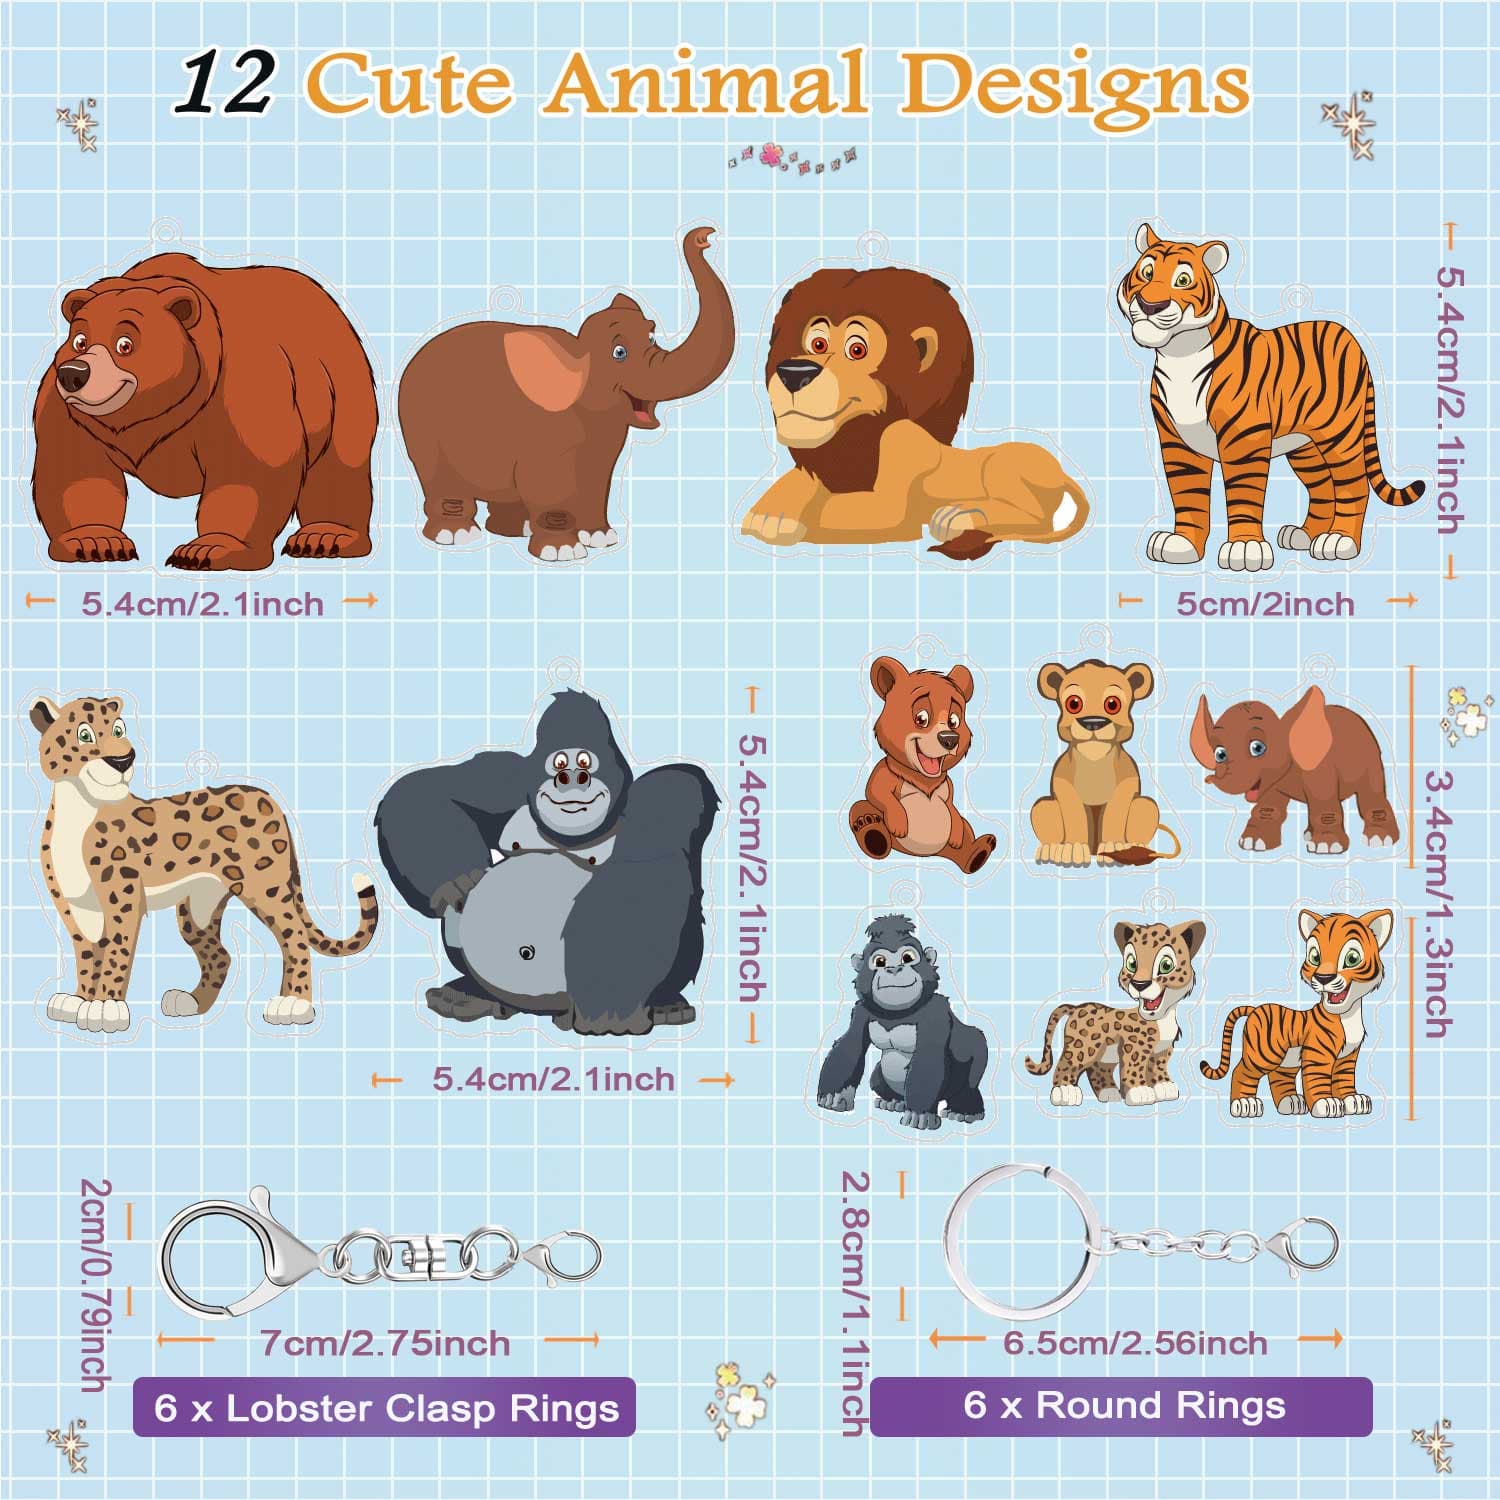 12 Cute Animal Designs
5.4cm/2.1inch
5.4cm/2.1inch
5cm/2inch
5.4cm/2.1inch
5.4cm/2.1inch
3.4cm/1.3inch
2cm/0.79inch
7cm/2.75inch
6 x Lobster Clasp Rings
2.8cm/1.1inch
6.5cm/2.56inch
6 x Round Rings